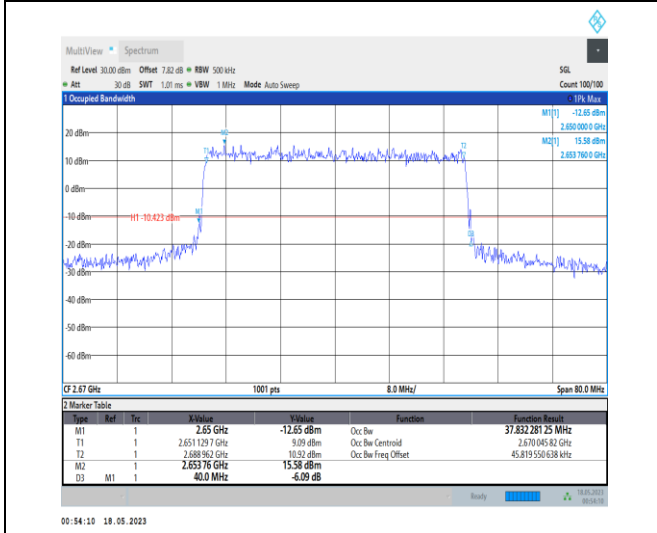 MultiView Spectrum
Ref Level 30.00 dBm Offset 7.82 dB RBW 500 kHz SGL
Att 30 dB SWT 1.01 ms VBW 1 MHz Mode Auto Sweep Count 100/100
1 Occupied Bandwidth 1Pk Max
M1[1] -12.65 dBm
2.650 000 0 GHz
M2[1] 15.58 dBm
2.653 760 0 GHz
20 dBm
M2
T1
T2
10 dBm
0 dBm
-10 dBm
H1 -10.423 dBm
M1
D3
-20 dBm
-30 dBm
-40 dBm
-50 dBm
-60 dBm
CF 2.67 GHz 1001 pts 8.0 MHz/ Span 80.0 MHz
2 Marker Table
Type Ref Trc X-Value Y-Value Function Function Result
M1 1 2.65 GHz -12.65 dBm Occ Bw 37.832 281 25 MHz
T1 1 2.651 129 7 GHz 9.09 dBm Occ Bw Centroid 2.670 045 82 GHz
T2 1 2.688 962 GHz 10.92 dBm Occ Bw Freq Offset 45.819 550 638 kHz
M2 1 2.653 76 GHz 15.58 dBm
D3 M1 1 40.0 MHz -6.09 dB
Ready 18.05.2023
00:54:10
00:54:10 18.05.2023